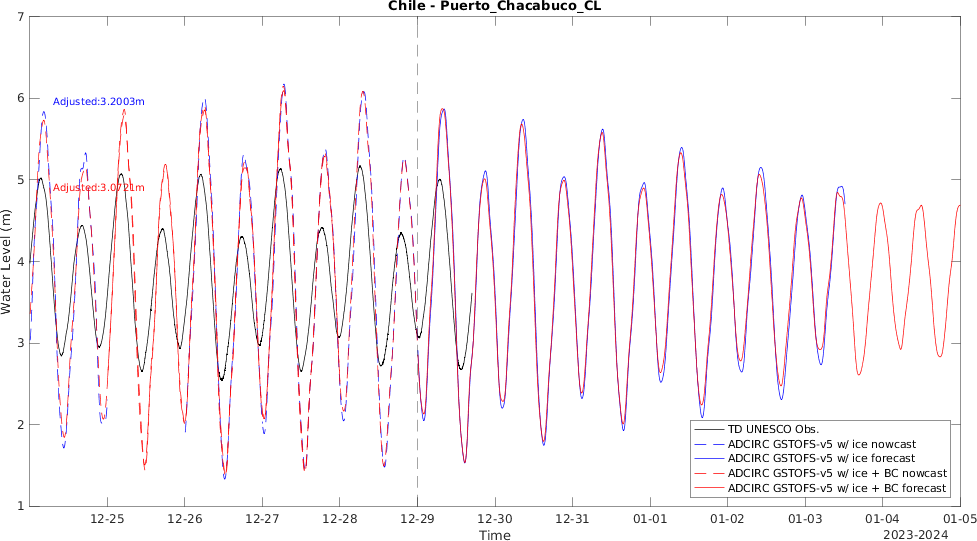 Chile - Puerto_Chacabuco_CL
7
6
5
4
3
2
1
Water Level (m)
Adjusted:3.2003m
Adjusted:3.0721m
TD UNESCO Obs.
ADCIRC GSTOFS-v5 w/ ice nowcast
ADCIRC GSTOFS-v5 w/ ice forecast
ADCIRC GSTOFS-v5 w/ ice + BC nowcast
ADCIRC GSTOFS-v5 w/ ice + BC forecast
12-25 12-26 12-27 12-28 12-29 12-30 12-31 01-01 01-02 01-03 01-04 01-05
Time
2023-2024